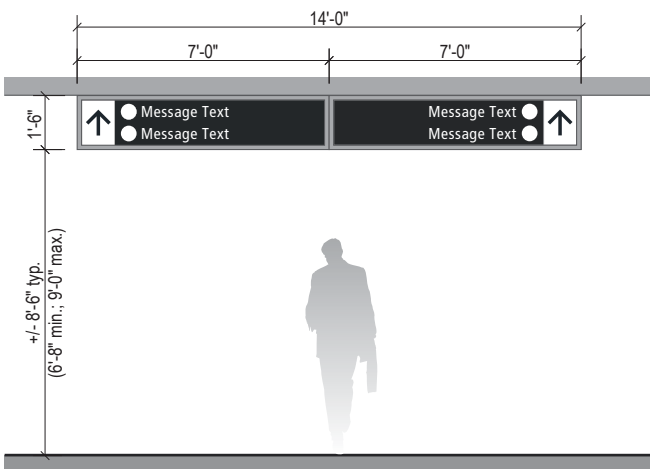 14'-0"
7'-0"
7'-0"
1'-6"
Message Text
Message Text
Message Text
Message Text
+/- 8'-6" typ.
(6'-8" min.; 9'-0" max.)